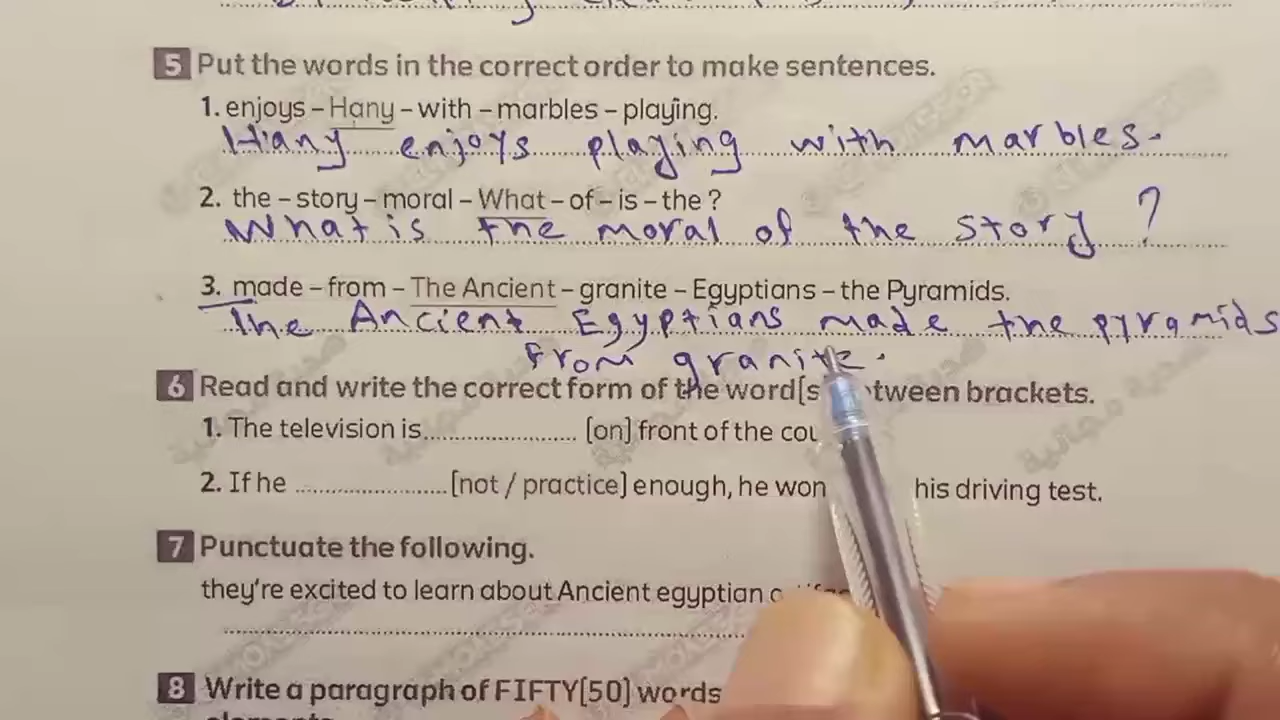 5 Put the words in the correct order to make sentences.
1. enjoys – Hany – with – marbles – playing.
Hany enjoys playing with marbles.
2. the – story – moral – What – of – is – the ?
What is the moral of the story ?
3. made – from – The Ancient – granite – Egyptians – the Pyramids.
The Ancient Egyptians made the pyramids
from granite.
6 Read and write the correct form of the word(s between brackets.
1. The television is ........................ [on] front of the
2. If he ........................ [not / practice] enough, he won his driving test.
7 Punctuate the following.
they're excited to learn about Ancient egyptian
8 Write a paragraph of FIFTY[50] words